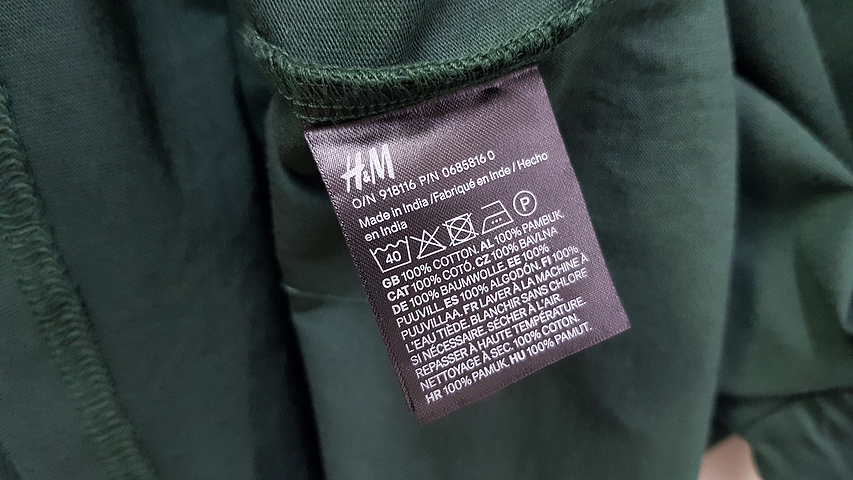 H&M
O/N 918116 P/N 0685816 0
Made in India /Fabriqué en Inde / Hecho
en India
40 P
GB 100% COTTON. AL 100% PAMBUK.
CAT 100% COTÓ. CZ 100% BAVLNA
DE 100% BAUMWOLLE EE 100%
PUUVILL. ES 100% ALGODÓN. FI 100%
PUUVILLAA. FR LAVER À LA MACHINE À
L'EAU TIÈDE. BLANCHIR SANS CHLORE
SI NÉCESSAIRE. SÉCHER À L'AIR.
REPASSER À HAUTE TEMPÉRATURE.
NETTOYAGE À SEC. 100% COTON.
HR 100% PAMUK. HU 100% PAMUT.